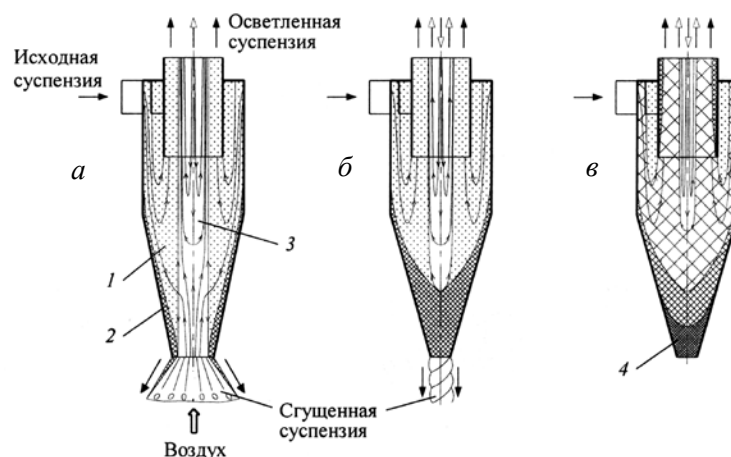 Осветленная
суспензия
Исходная
суспензия
а
б
в
1
2
3
4
Сгущенная
суспензия
Воздух